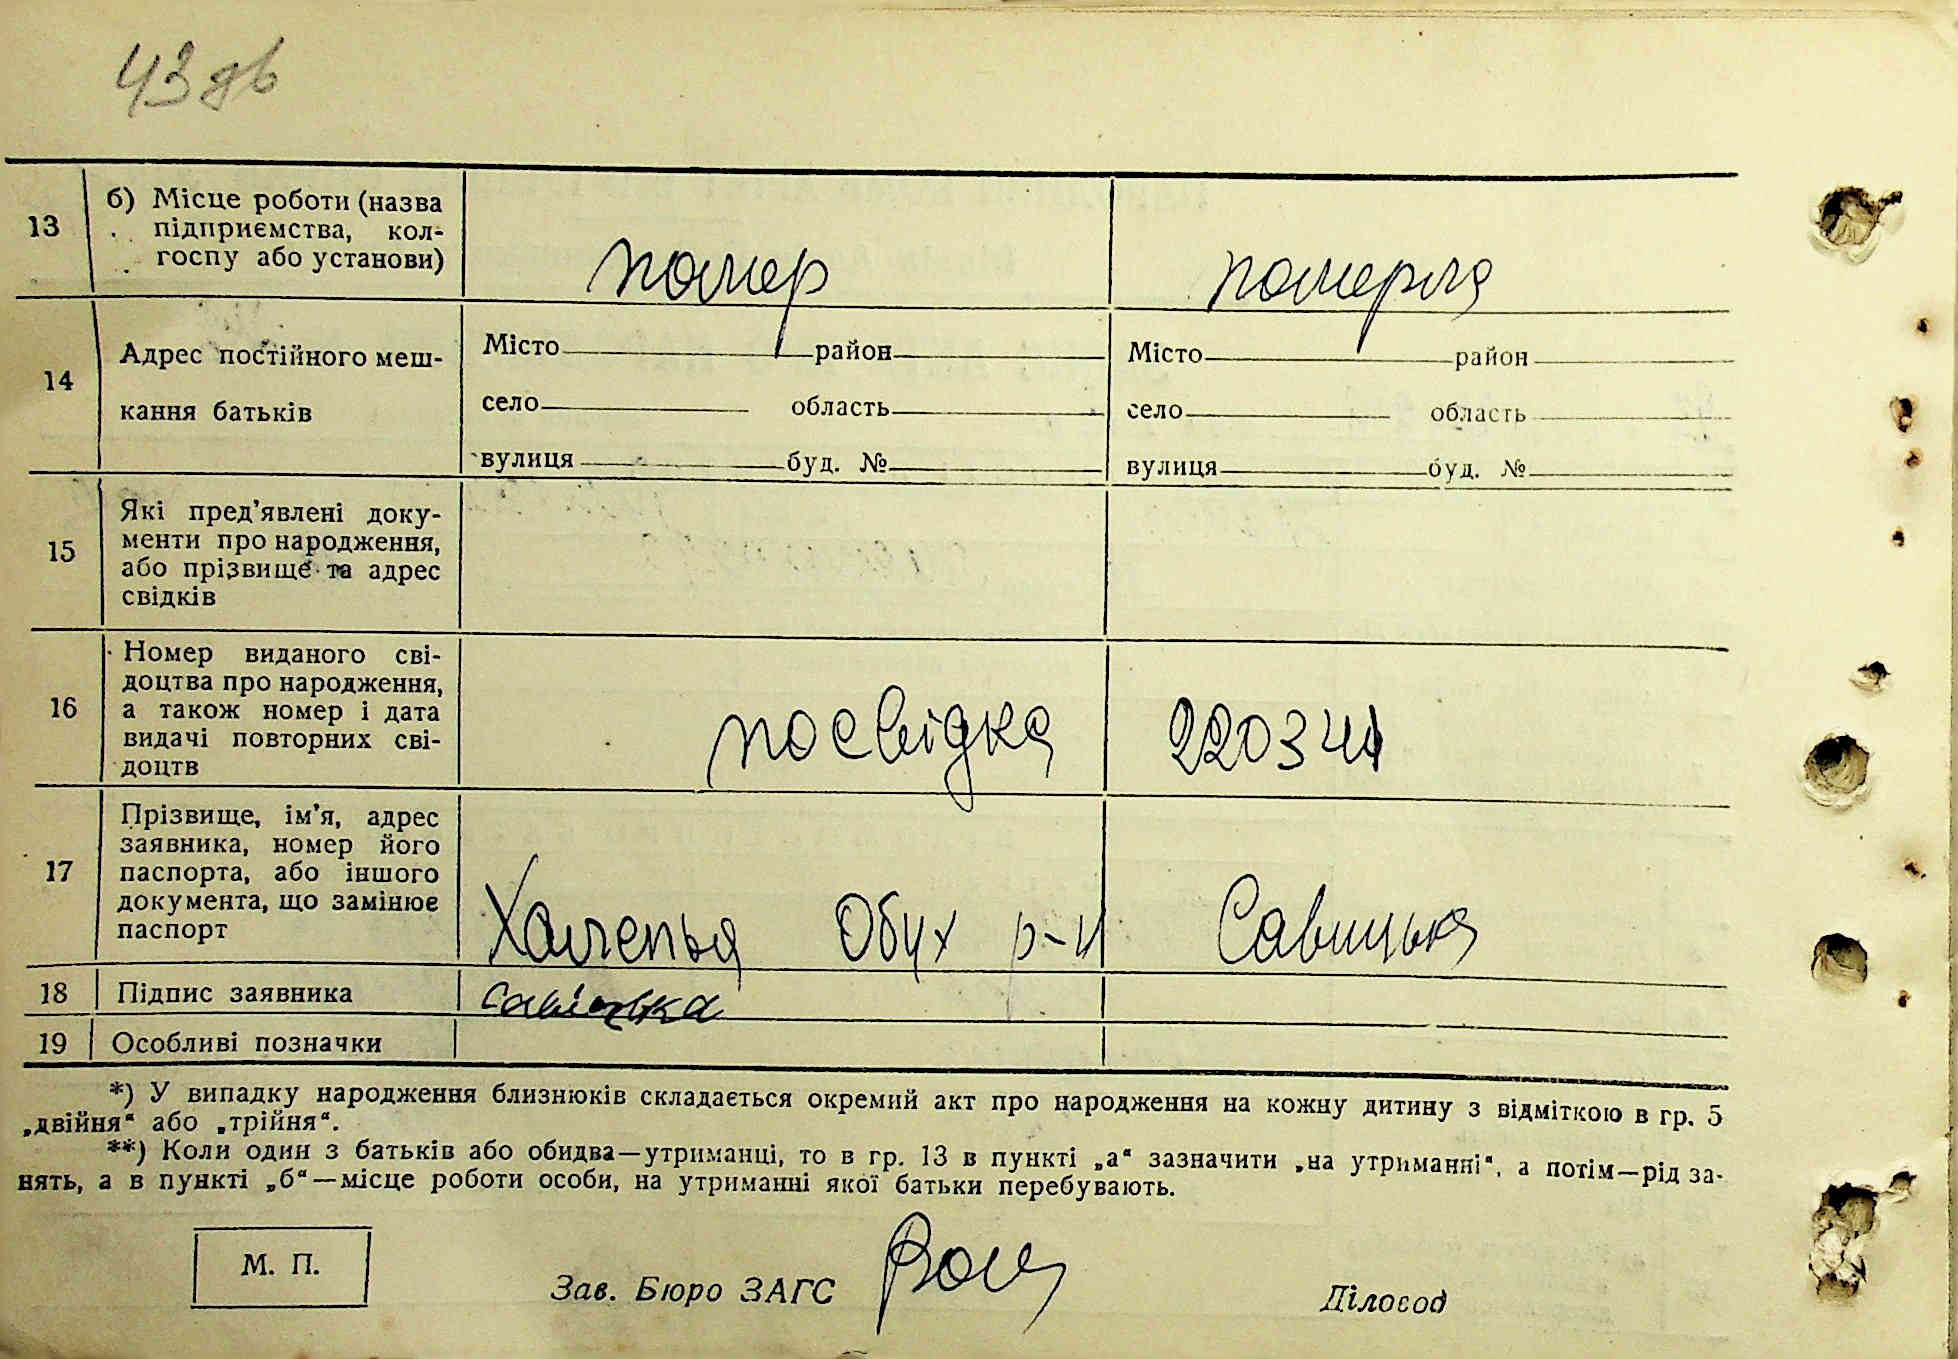 43 дв
13 б) Місце роботи (назва
підприємства, кол-
госпу або установи)
помер померла
14 Адрес постійного меш-
кання батьків
Місто район Місто район
село область село область
вулиця буд. № вулиця буд. №
15 Які пред'явлені доку-
менти про народження,
або прізвище та адрес
свідків
16 Номер виданого сві-
доцтва про народження,
а також номер і дата
видачі повторних сві-
доцтв
посвідка 220341
17 Прізвище, ім'я, адрес
заявника, номер його
паспорта, або іншого
документа, що замінює
паспорт
Халчепья Обух р-н Савицька
18 Підпис заявника савіцька
19 Особливі позначки
*) У випадку народження близнюків складається окремий акт про народження на кожну дитину з відміткою в гр. 5
„двійня“ або „трійня“.
**) Коли один з батьків або обидва—утриманці, то в гр. 13 в пункті „а“ зазначити „на утриманні“, а потім—рід за-
нять, а в пункті „б“—місце роботи особи, на утриманні якої батьки перебувають.
М. П.
Зав. Бюро ЗАГС Діловод